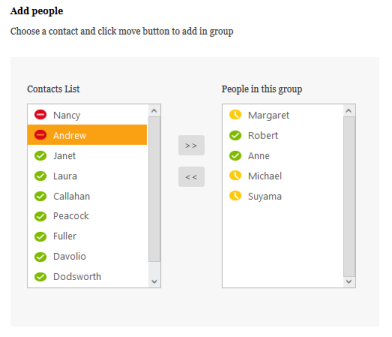 Add people
Choose a contact and click move button to add in group
Contacts List
Nancy
Andrew
Janet
Laura
Callahan
Peacock
Fuller
Davolio
Dodsworth
>>
<<
People in this group
Margaret
Robert
Anne
Michael
Suyama